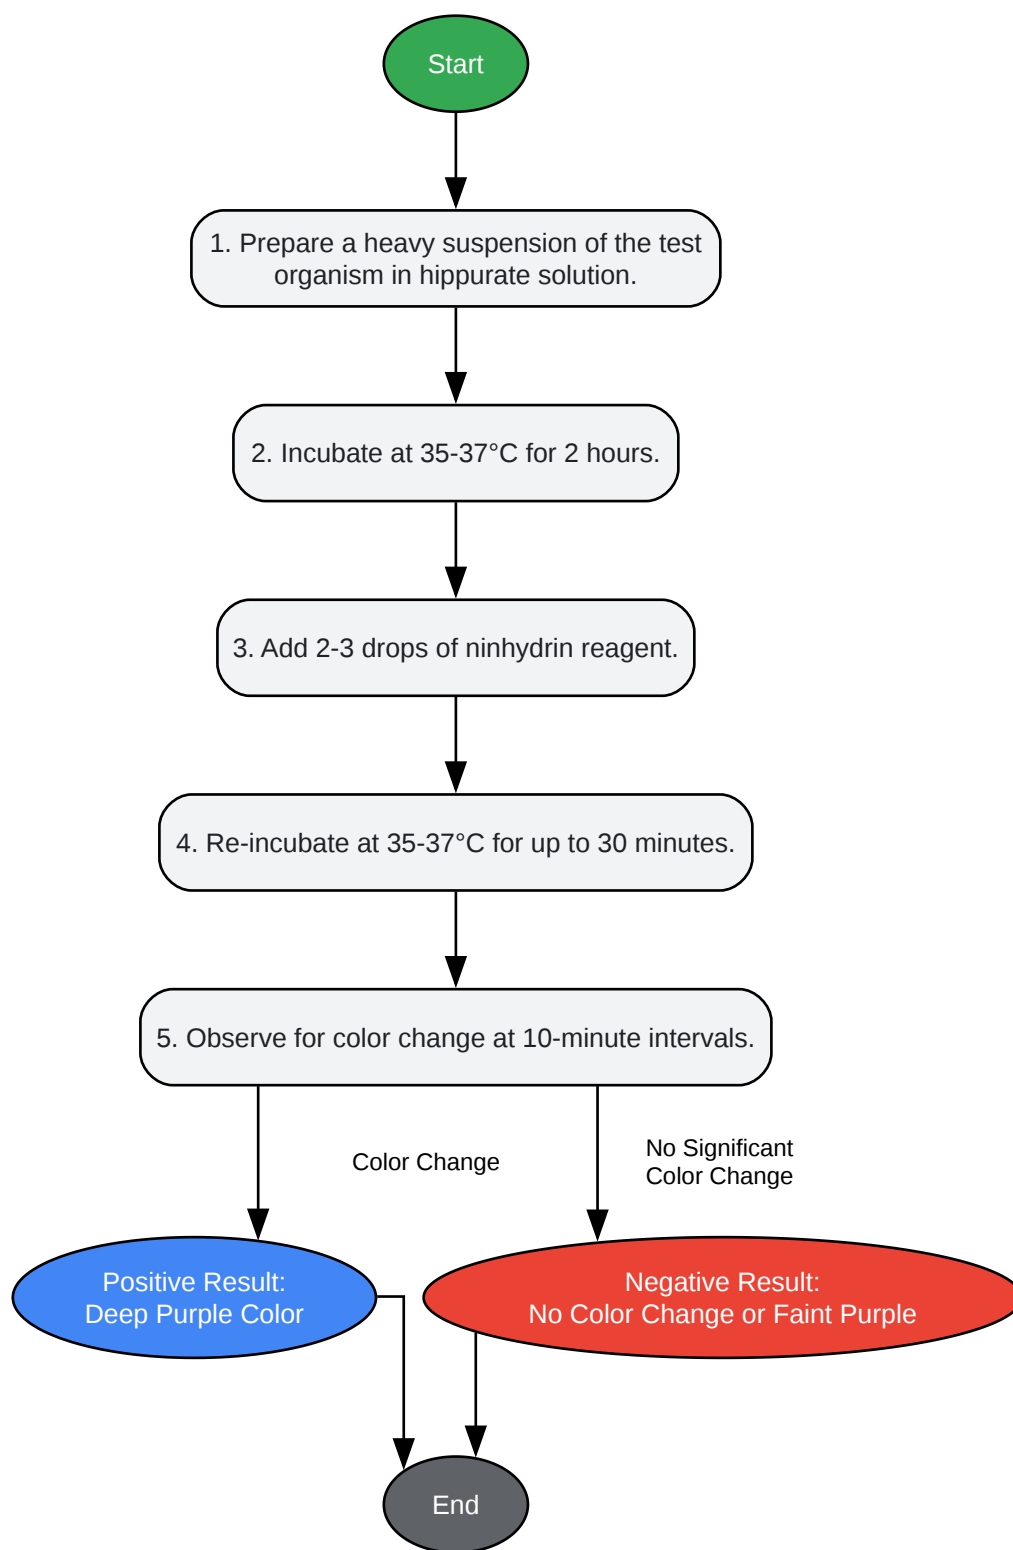 Start
1. Prepare a heavy suspension of the test
organism in hippurate solution.
2. Incubate at 35-37°C for 2 hours.
3. Add 2-3 drops of ninhydrin reagent.
4. Re-incubate at 35-37°C for up to 30 minutes.
5. Observe for color change at 10-minute intervals.
Color Change
No Significant
Color Change
Positive Result:
Deep Purple Color
Negative Result:
No Color Change or Faint Purple
End